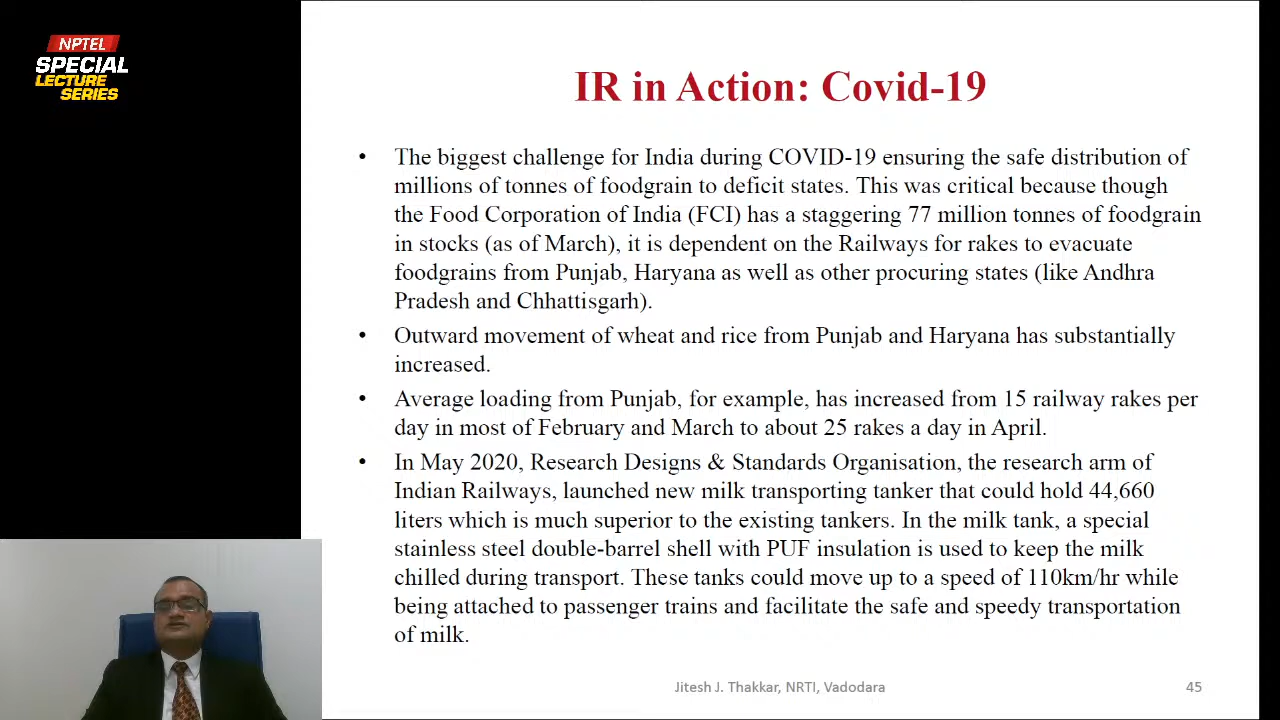 NPTEL
SPECIAL
LECTURE
SERIES
IR in Action: Covid-19
• The biggest challenge for India during COVID-19 ensuring the safe distribution of
millions of tonnes of foodgrain to deficit states. This was critical because though
the Food Corporation of India (FCI) has a staggering 77 million tonnes of foodgrain
in stocks (as of March), it is dependent on the Railways for rakes to evacuate
foodgrains from Punjab, Haryana as well as other procuring states (like Andhra
Pradesh and Chhattisgarh).
• Outward movement of wheat and rice from Punjab and Haryana has substantially
increased.
• Average loading from Punjab, for example, has increased from 15 railway rakes per
day in most of February and March to about 25 rakes a day in April.
• In May 2020, Research Designs & Standards Organisation, the research arm of
Indian Railways, launched new milk transporting tanker that could hold 44,660
liters which is much superior to the existing tankers. In the milk tank, a special
stainless steel double-barrel shell with PUF insulation is used to keep the milk
chilled during transport. These tanks could move up to a speed of 110km/hr while
being attached to passenger trains and facilitate the safe and speedy transportation
of milk.
Jitesh J. Thakkar, NRTI, Vadodara
45